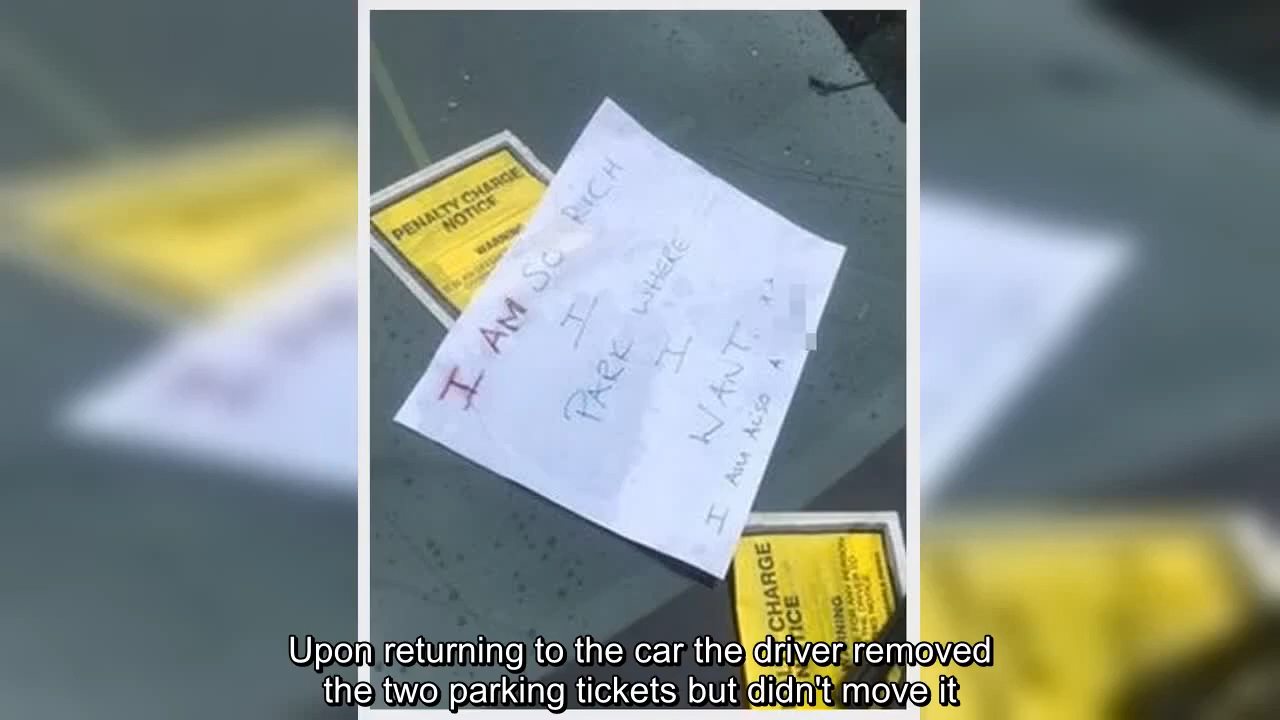 PENALTY CHARGE
NOTICE
WARNING
I AM SO RICH
I
PARK WHERE
I
WANT.
I AM ALSO A
CHARGE
WARNING
Upon returning to the car the driver removed
the two parking tickets but didn't move it